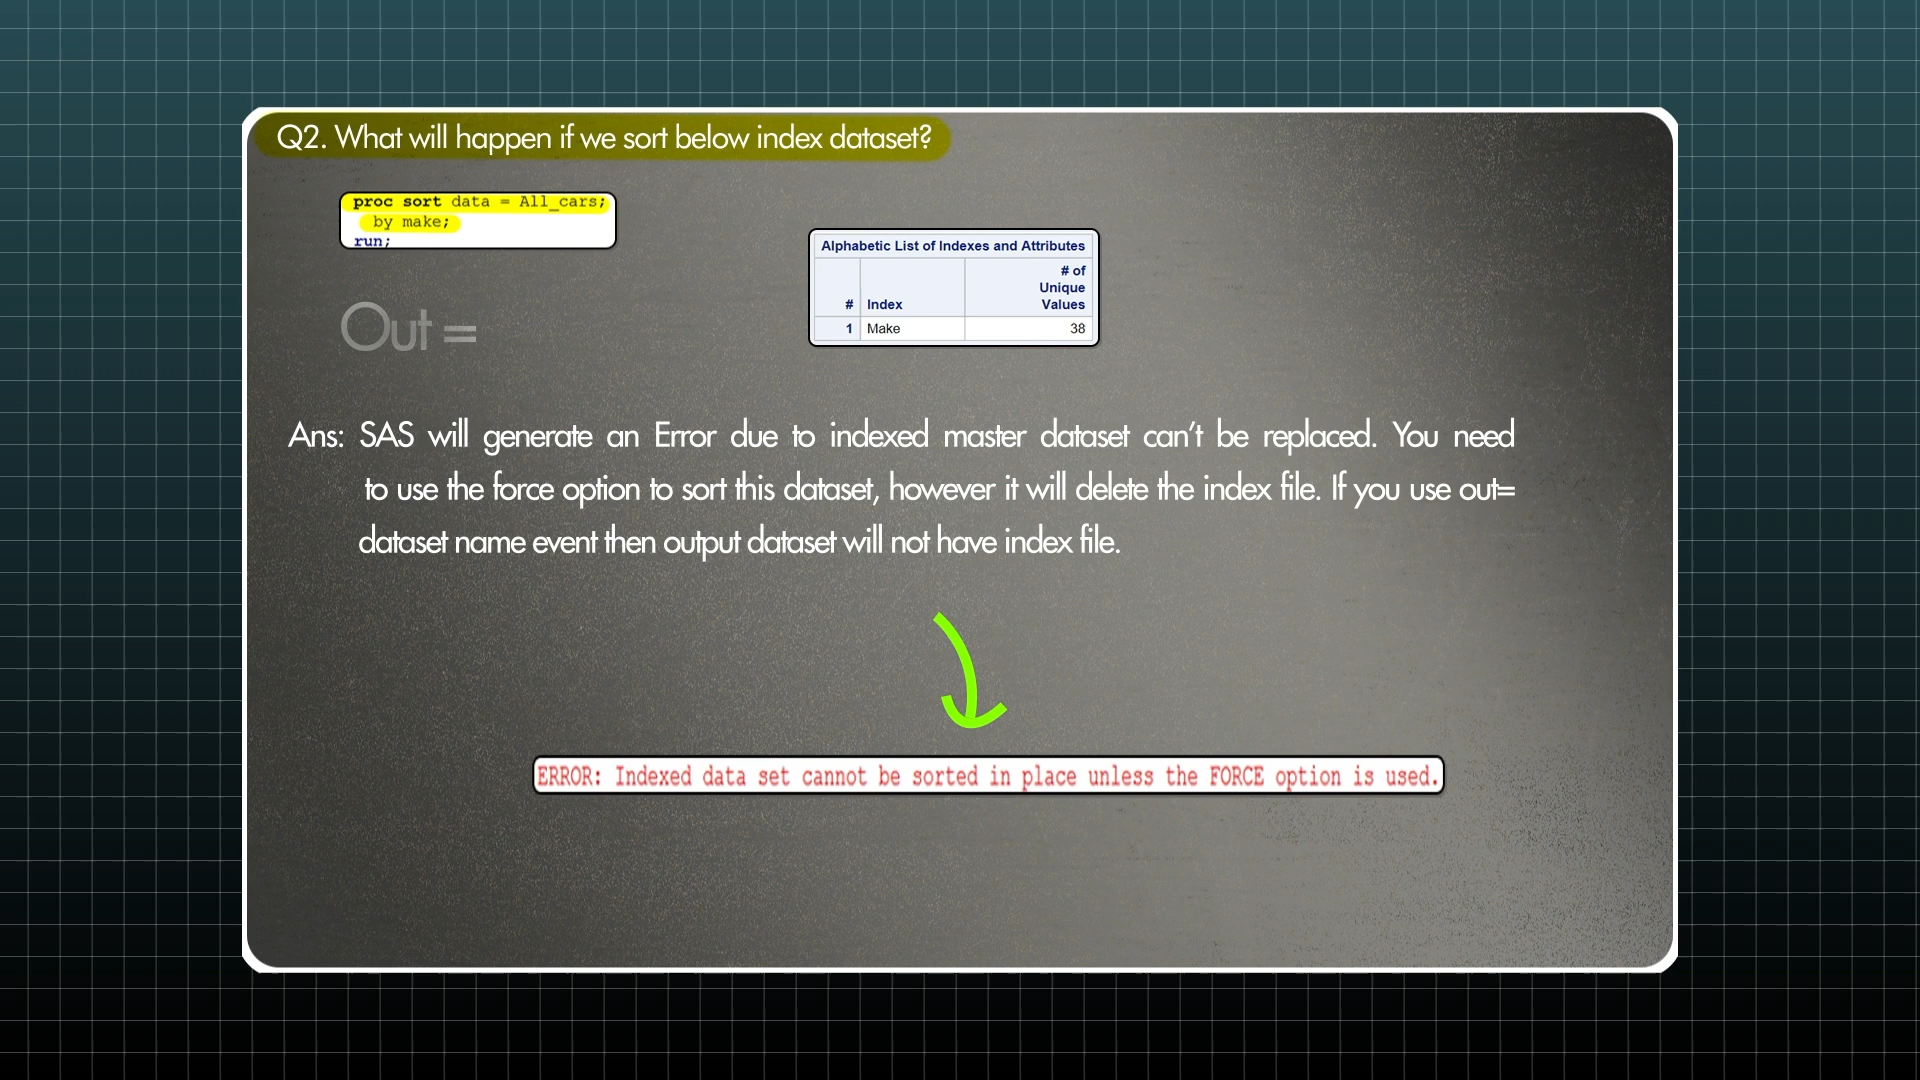 Q2. What will happen if we sort below index dataset?
proc sort data = All_cars;
by make;
run;
Alphabetic List of Indexes and Attributes
# Index # of Unique Values
1 Make 38
Out =
Ans: SAS will generate an Error due to indexed master dataset can't be replaced. You need
to use the force option to sort this dataset, however it will delete the index file. If you use out=
dataset name event then output dataset will not have index file.
ERROR: Indexed data set cannot be sorted in place unless the FORCE option is used.